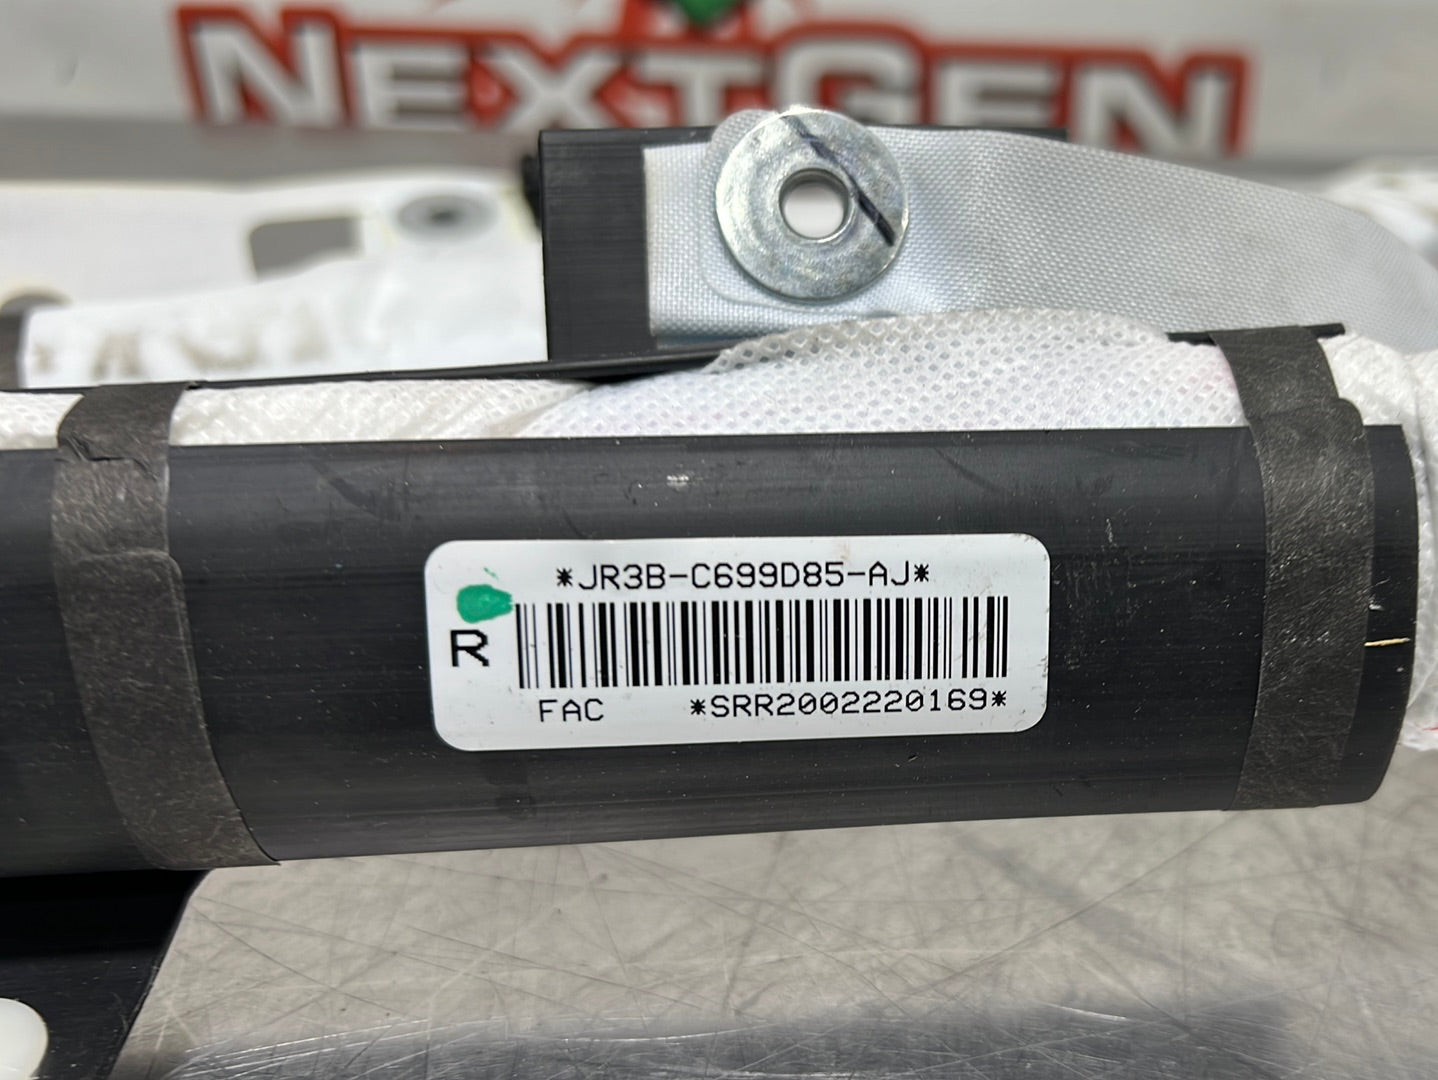 NEXTGEN
*JR3B-C699D85-AJ*
R
FAC *SRR2002220169*